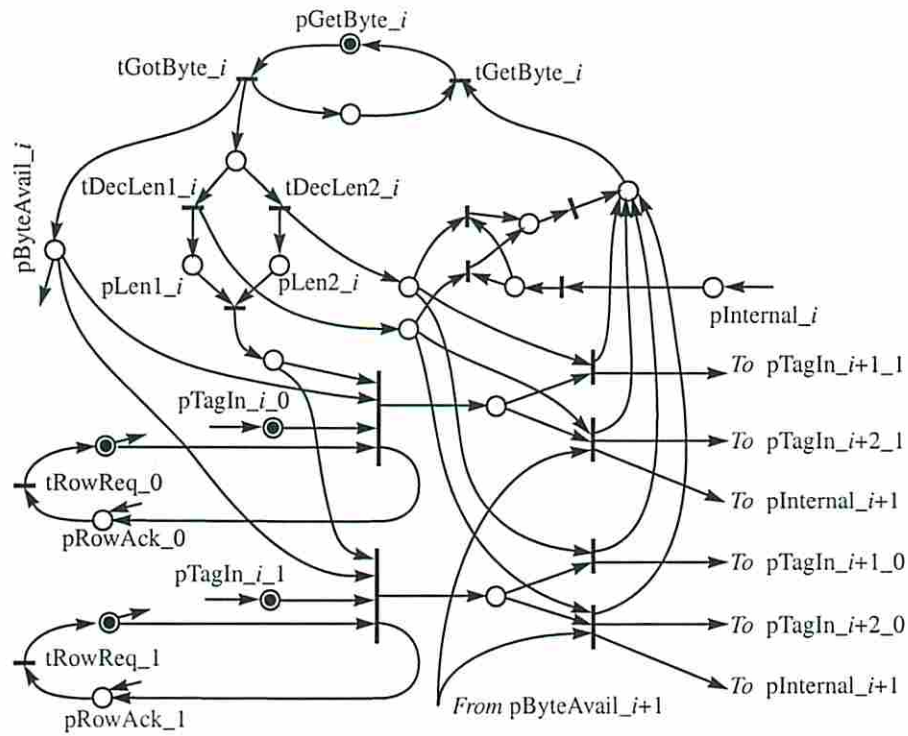 pGetByte_i
tGotByte_i
tGetByte_i
pByteAvail_i
tDecLen1_i
tDecLen2_i
pLen1_i
pLen2_i
pInternal_i
To pTagIn_i+1_1
pTagIn_i_0
To pTagIn_i+2_1
tRowReq_0
To pInternal_i+1
pRowAck_0
To pTagIn_i+1_0
pTagIn_i_1
To pTagIn_i+2_0
tRowReq_1
To pInternal_i+1
From pByteAvail_i+1
pRowAck_1